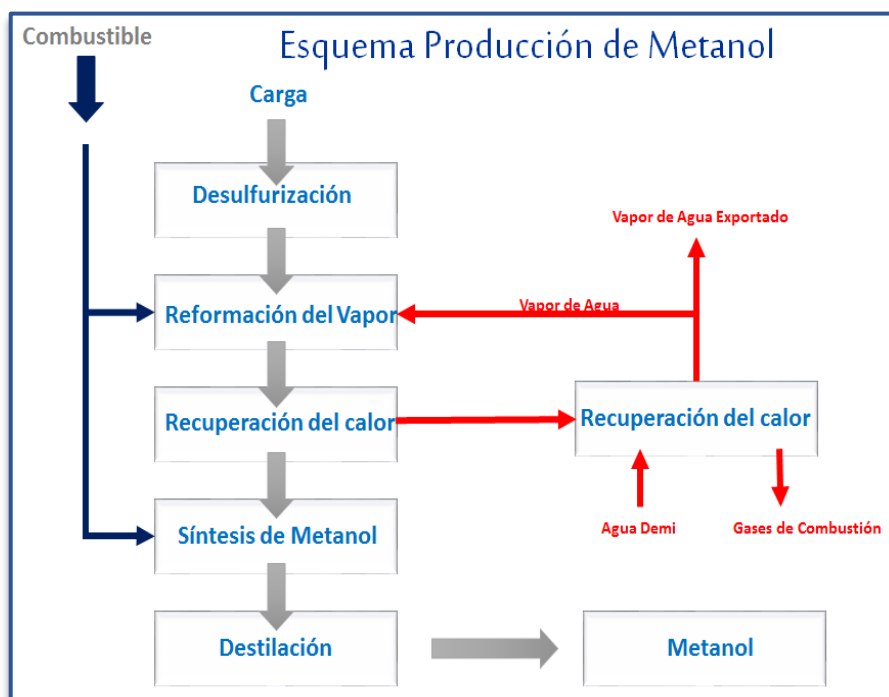 Combustible
Esquema Producción de Metanol
Carga
Desulfurización
Vapor de Agua Exportado
Reformación del Vapor
Vapor de Agua
Recuperación del calor
Recuperación del calor
Síntesis de Metanol
Agua Demi
Gases de Combustión
Destilación
Metanol